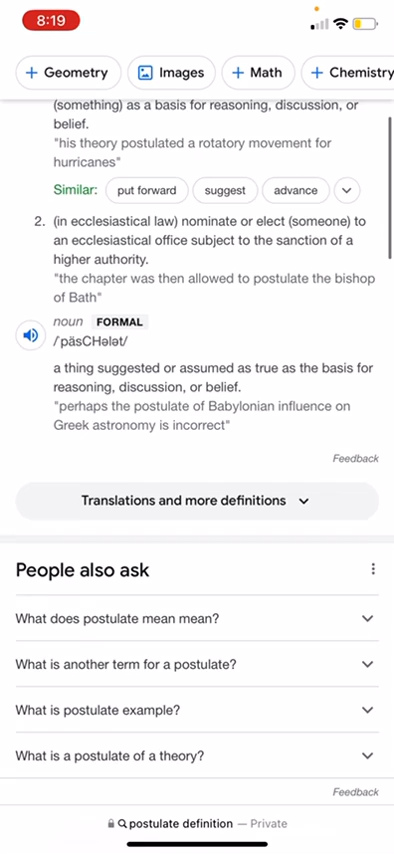 8:19
+ Geometry
Images
+ Math
+ Chemistry
(something) as a basis for reasoning, discussion, or
belief.
"his theory postulated a rotatory movement for
hurricanes"
Similar: put forward suggest advance
2. (in ecclesiastical law) nominate or elect (someone) to
an ecclesiastical office subject to the sanction of a
higher authority.
"the chapter was then allowed to postulate the bishop
of Bath"
noun FORMAL
/ˈpäsCHələt/
a thing suggested or assumed as true as the basis for
reasoning, discussion, or belief.
"perhaps the postulate of Babylonian influence on
Greek astronomy is incorrect"
Feedback
Translations and more definitions
People also ask
What does postulate mean mean?
What is another term for a postulate?
What is postulate example?
What is a postulate of a theory?
Feedback
postulate definition — Private